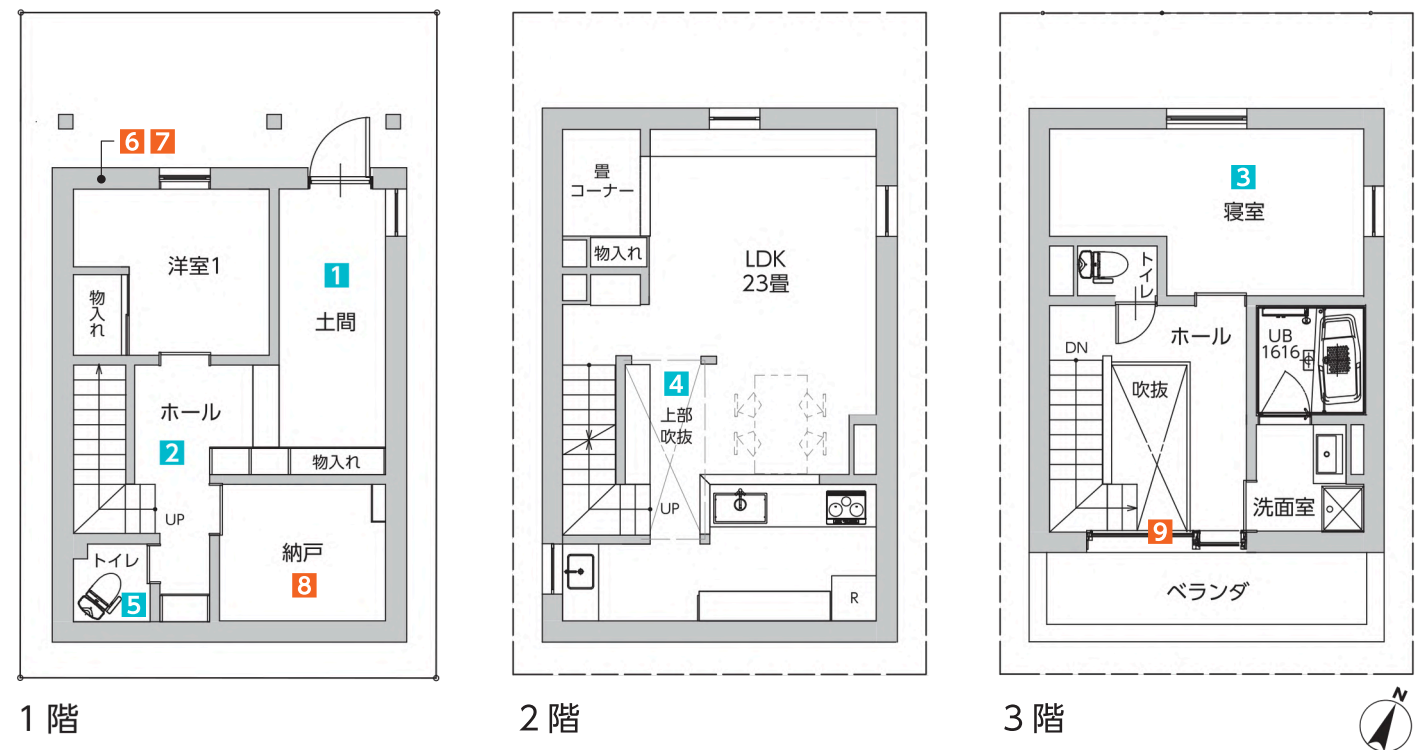 6 7
洋室1
物入れ
1
土間
ホール
2
物入れ
UP
トイレ
5
納戸
8
1階
畳
コーナー
物入れ
LDK
23畳
4
上部
吹抜
UP
R
2階
3
寝室
トイレ
ホール
UB
1616
DN
吹抜
洗面室
9
ベランダ
3階
N